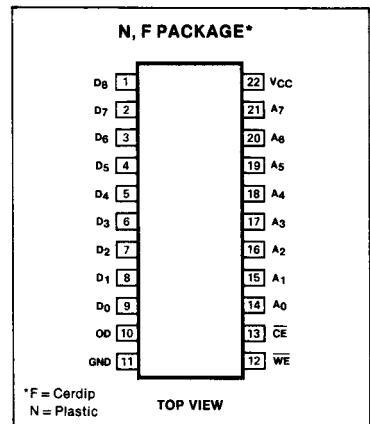 N, F PACKAGE*
D8 1 22 VCC
D7 2 21 A7
D6 3 20 A6
D5 4 19 A5
D4 5 18 A4
D3 6 17 A3
D2 7 16 A2
D1 8 15 A1
D0 9 14 A0
OD 10 13 CE
GND 11 12 WE
*F = Cerdip
N = Plastic
TOP VIEW